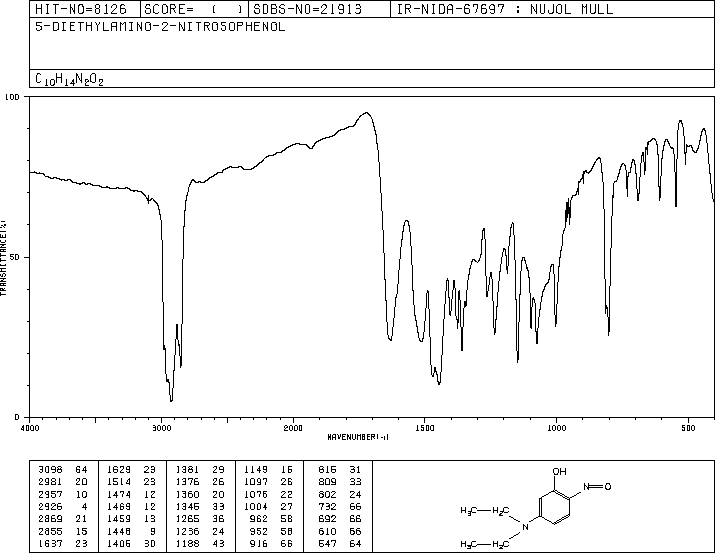 HIT-NO=8126 SCORE= ( ) SDBS-NO=21913 IR-NIDA-67697 : NUJOL MULL
5-DIETHYLAMINO-2-NITROSOPHENOL
C10H14N2O2
100
50
0
TRANSMITTANCE(%)
4000 3000 2000 1500 1000 500
WAVENUMBER(-1)
3098 64 1629 23 1381 29 1149 16 816 31
2981 20 1514 23 1376 26 1097 26 809 33
2957 10 1474 12 1360 20 1076 22 802 24
2926 4 1469 12 1346 33 1004 27 732 66
2869 21 1459 13 1265 36 962 58 692 66
2855 15 1448 9 1236 24 952 58 610 66
1637 23 1406 30 1188 43 916 66 547 64
OH
N=O
H3C—CH2
N
H3C—CH2